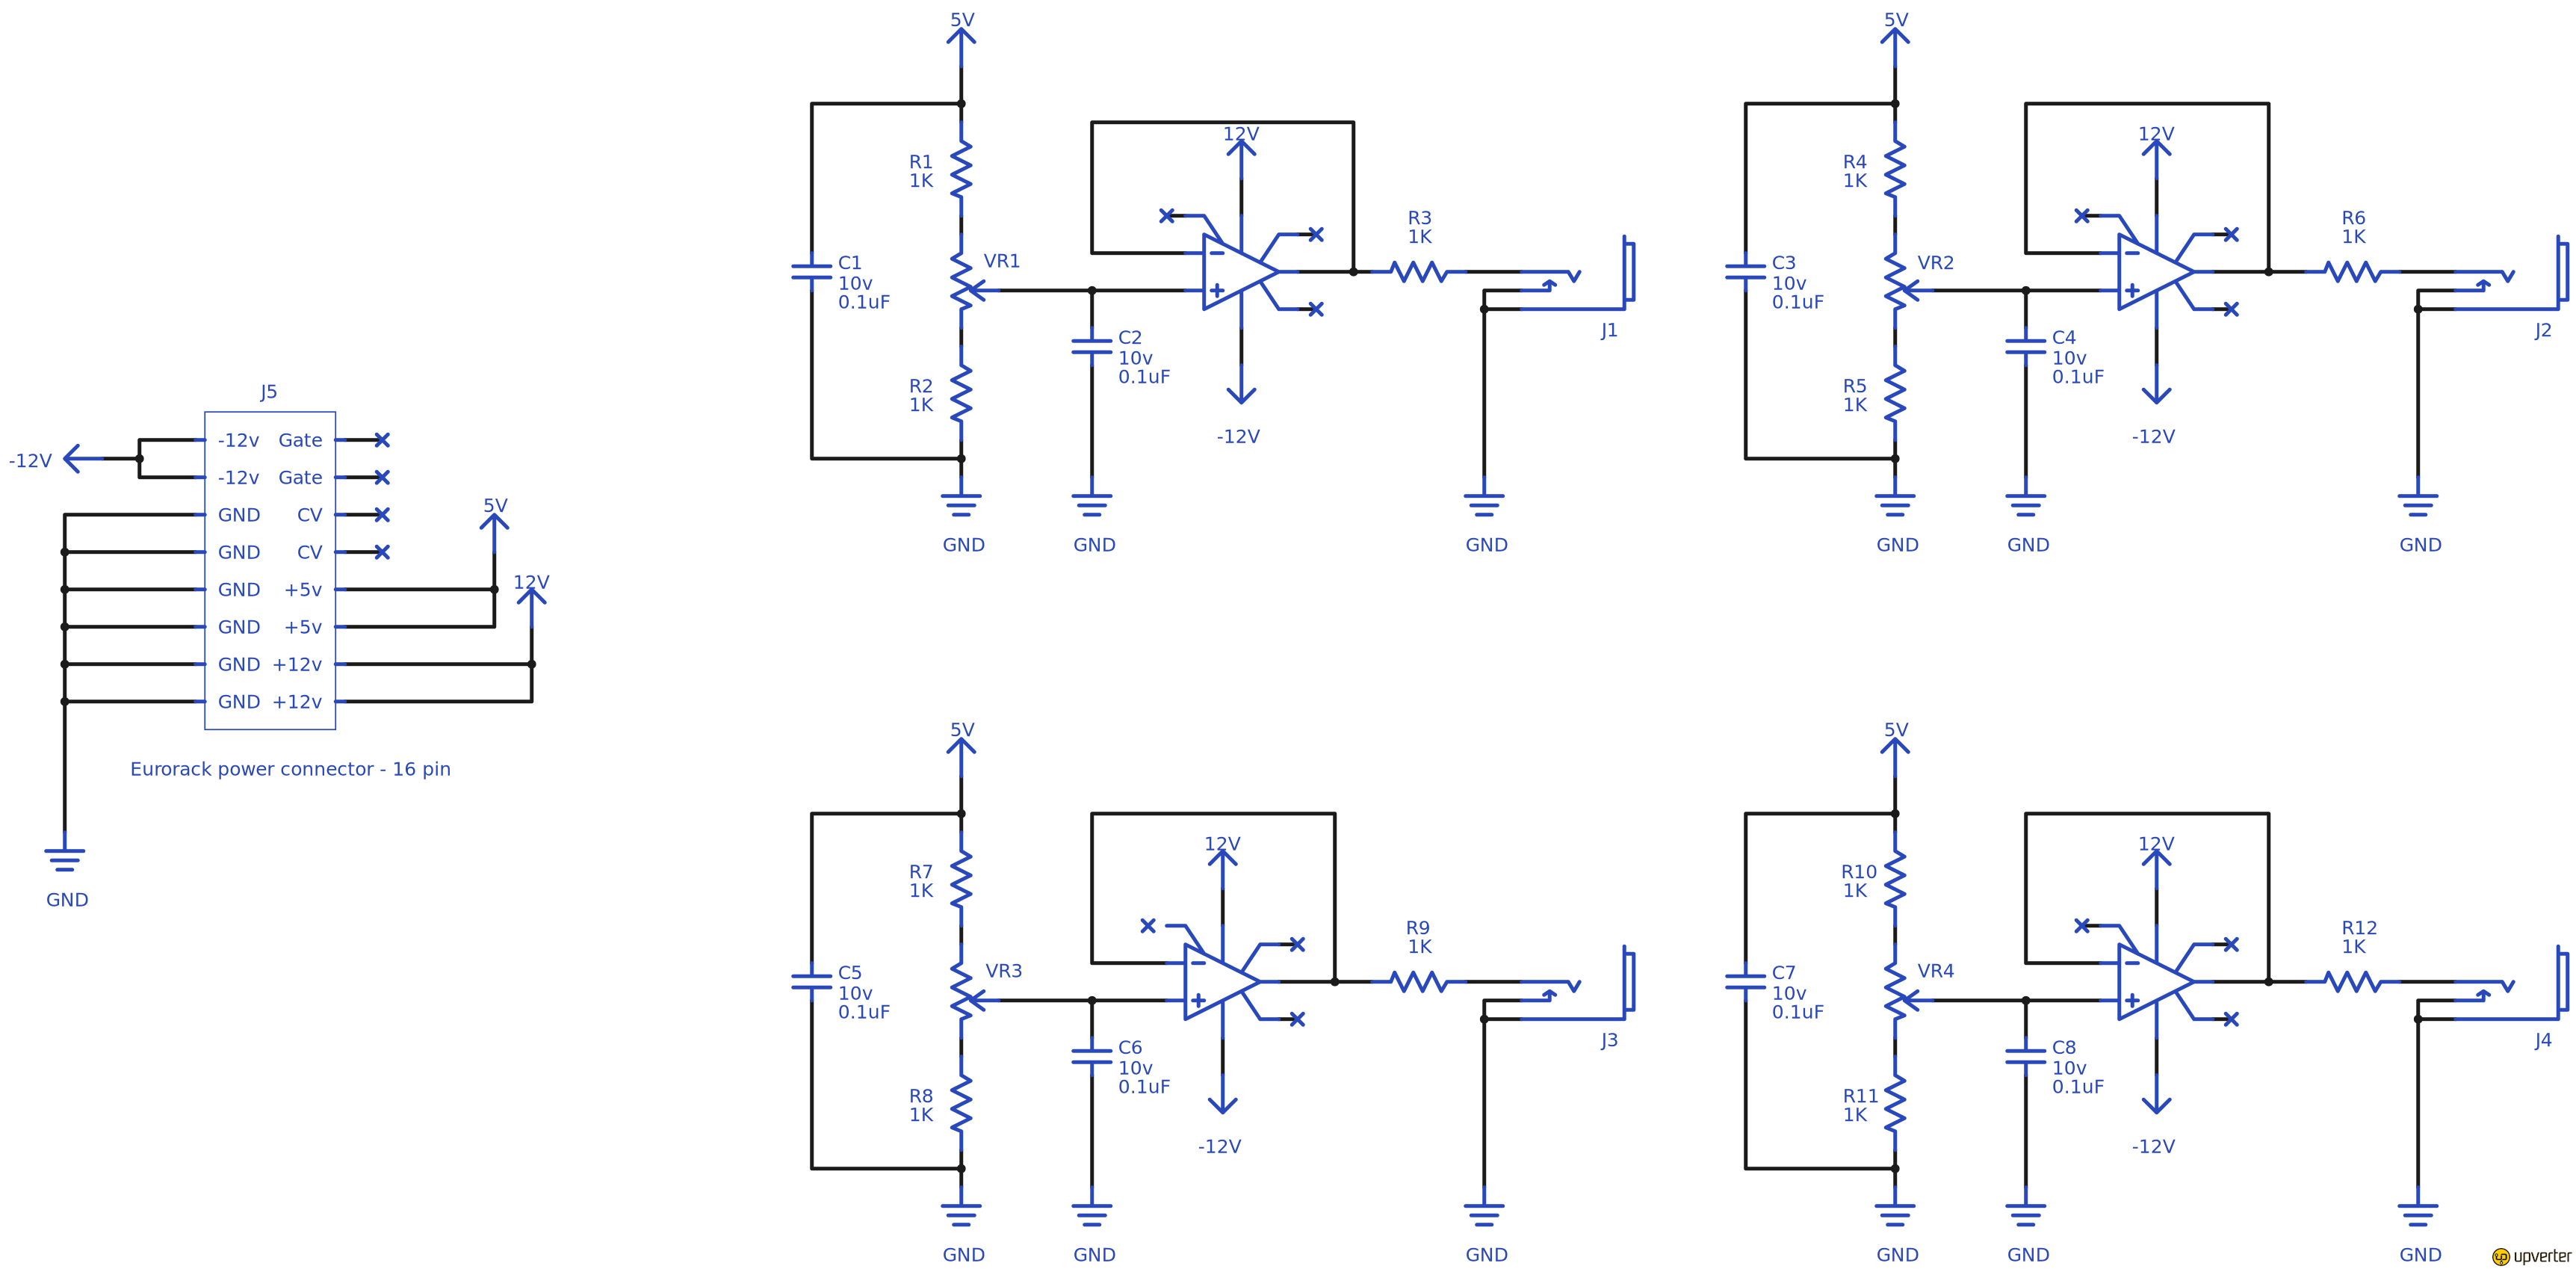 J5
-12V
-12v Gate
-12v Gate
GND CV
GND CV
GND +5v
GND +5v
GND +12v
GND +12v
5V
12V
Eurorack power connector - 16 pin
GND
5V
R1
1K
C1
10v
0.1uF
VR1
R2
1K
GND
12V
-12V
C2
10v
0.1uF
GND
R3
1K
J1
GND
5V
R4
1K
C3
10v
0.1uF
VR2
R5
1K
GND
12V
-12V
C4
10v
0.1uF
GND
R6
1K
J2
GND
5V
R7
1K
C5
10v
0.1uF
VR3
R8
1K
GND
12V
-12V
C6
10v
0.1uF
GND
R9
1K
J3
GND
5V
R10
1K
C7
10v
0.1uF
VR4
R11
1K
GND
12V
-12V
C8
10v
0.1uF
GND
R12
1K
J4
GND
upverter